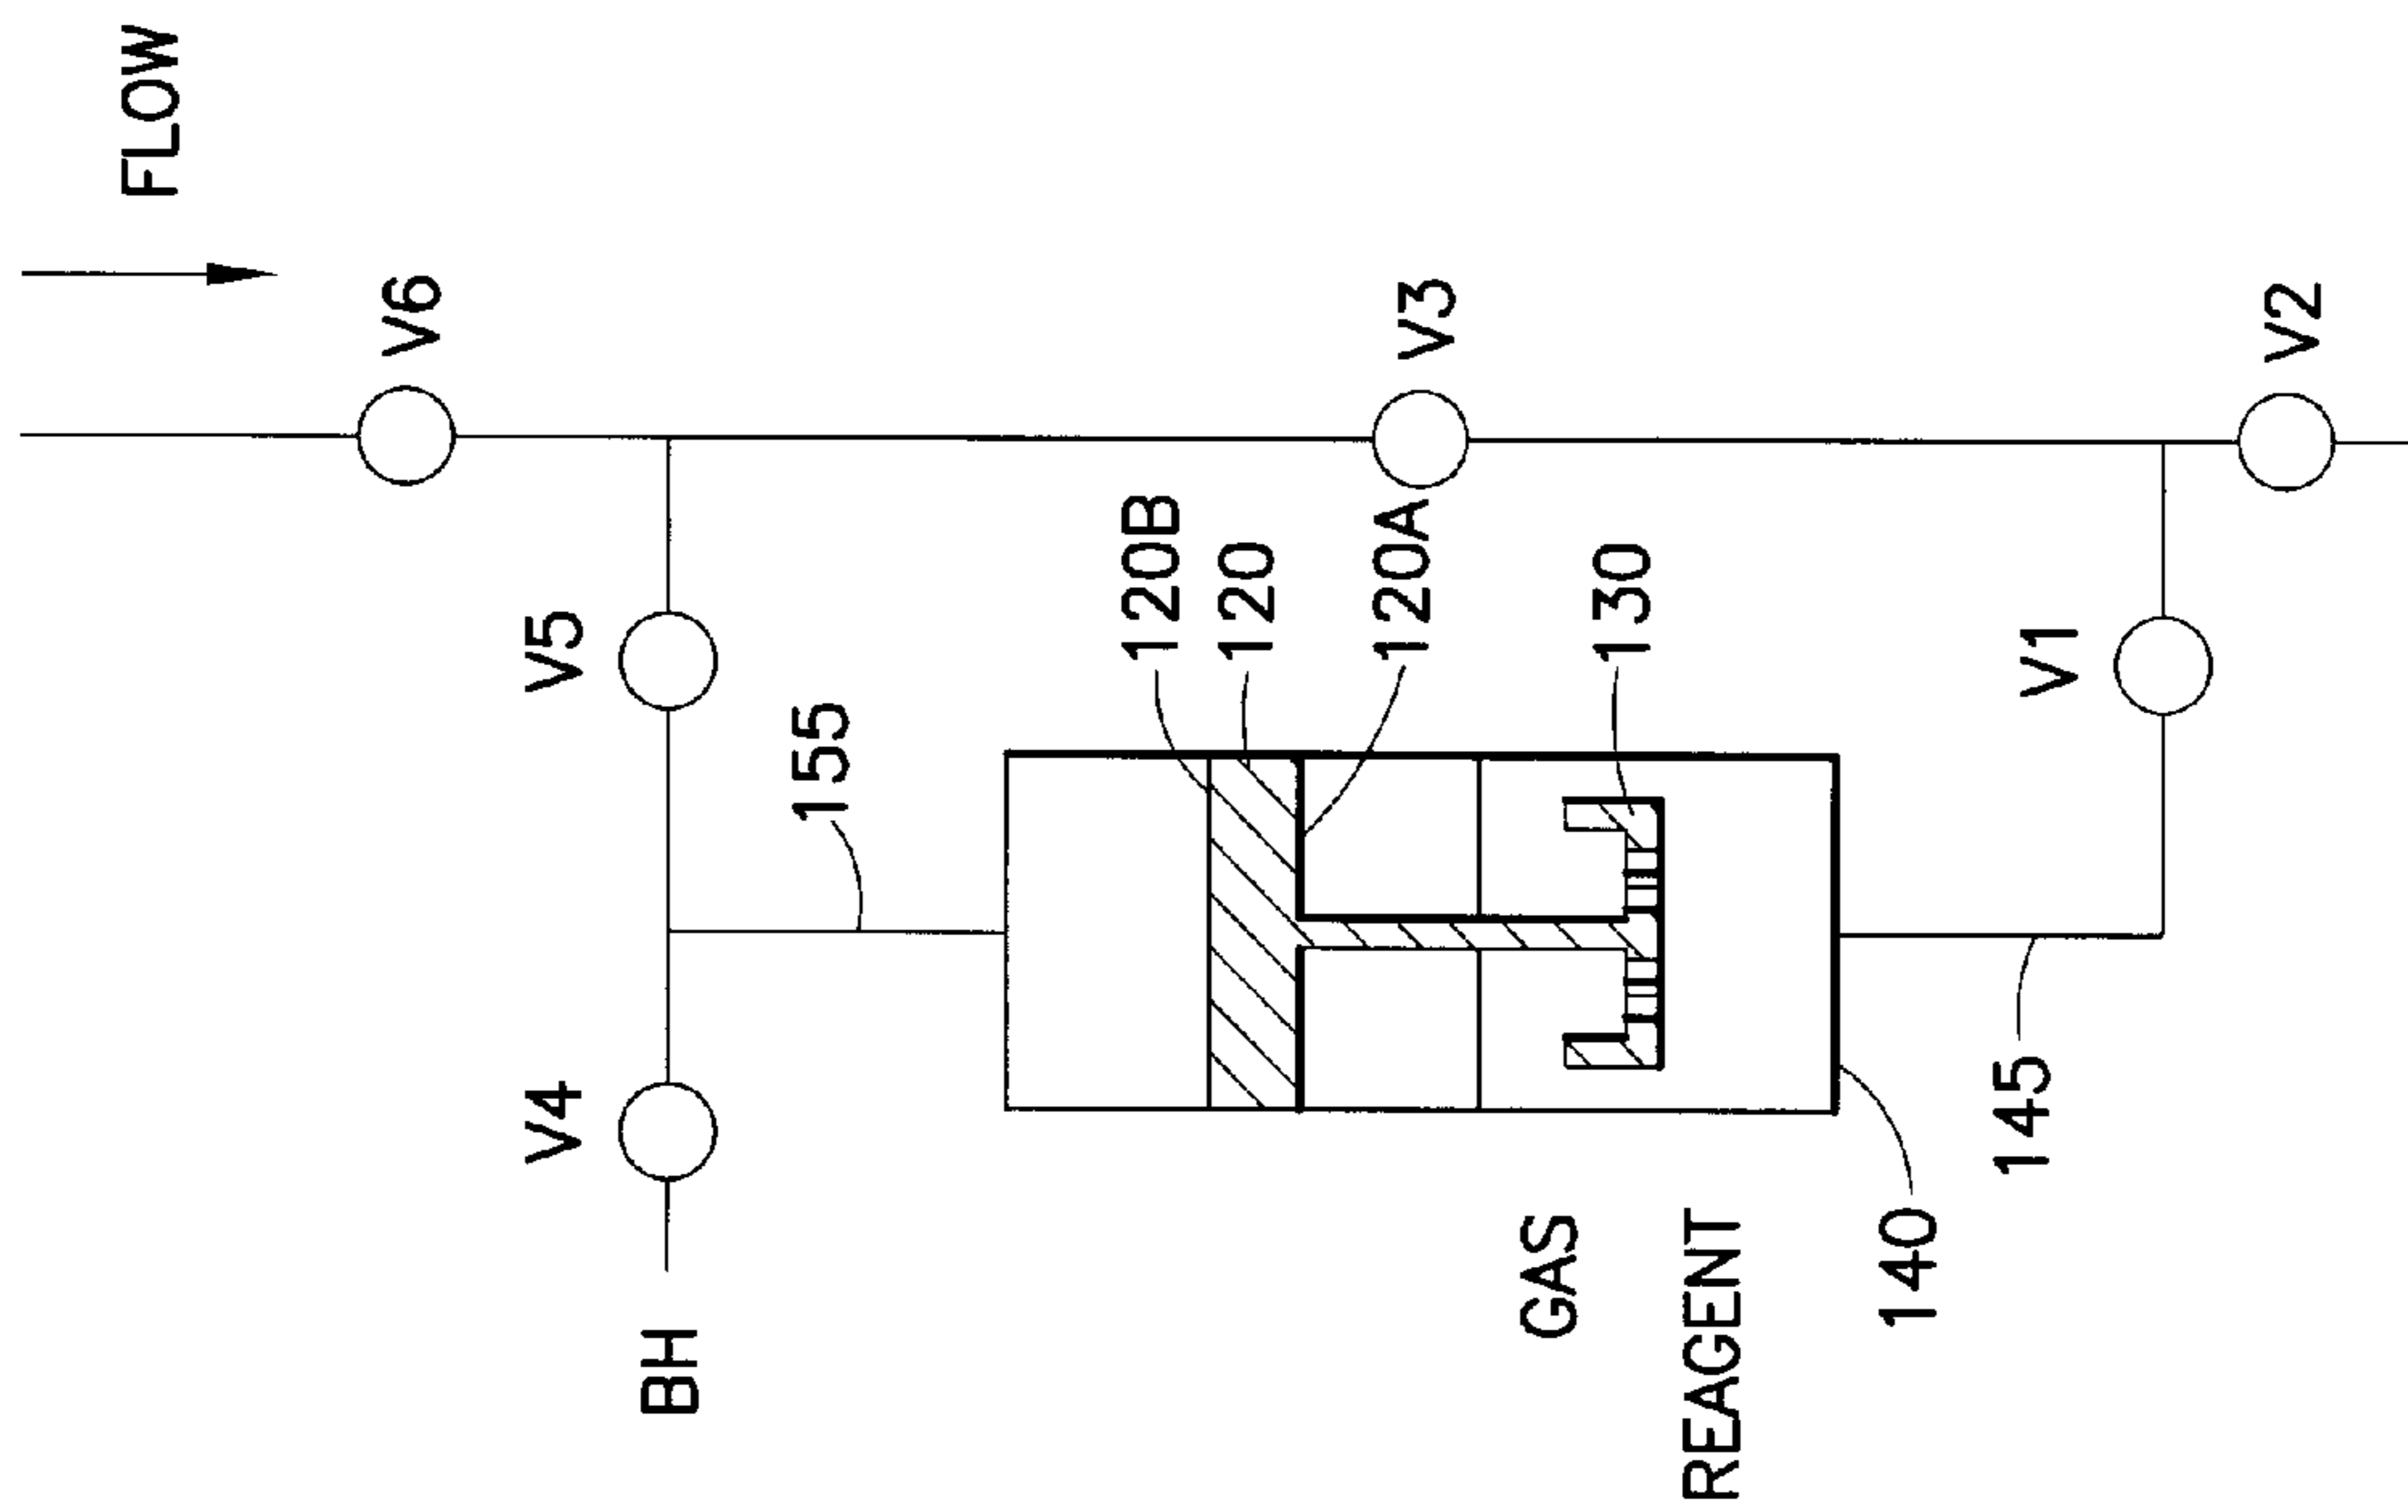 FLOW
V6
V5
V4
BH
155
120B
120
120A
V3
130
GAS
REAGENT
V1
V2
145
140